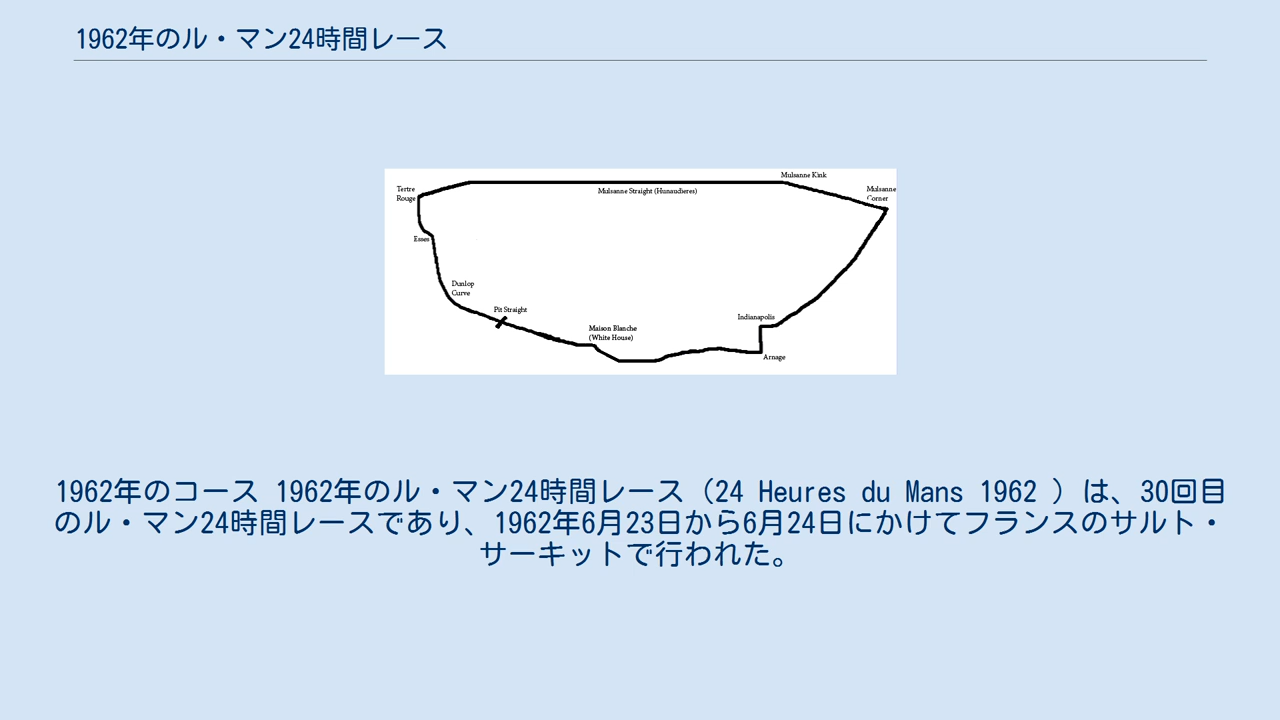 1962年のル・マン24時間レース
Mulsanne Kink
Tertre
Rouge
Mulsanne Straight (Hunaudieres)
Mulsanne
Corner
Esses
Dunlop
Curve
Pit Straight
Indianapolis
Maison Blanche
(White House)
Arnage
1962年のコース 1962年のル・マン24時間レース（24 Heures du Mans 1962 ）は、30回目
のル・マン24時間レースであり、1962年6月23日から6月24日にかけてフランスのサルト・
サーキットで行われた。